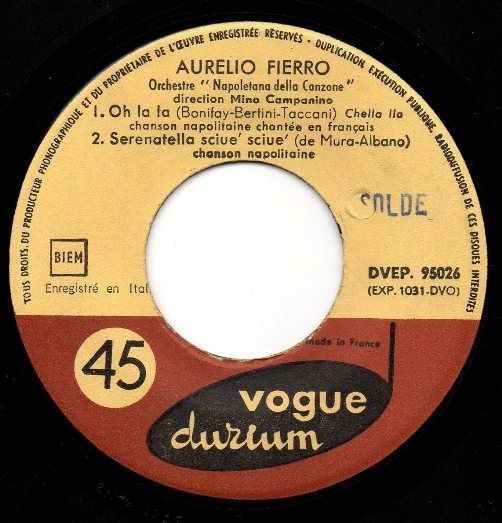 TOUS DROITS DU PRODUCTEUR PHONOGRAPHIQUE ET DU PROPRIETAIRE DE L'ŒUVRE ENREGISTRÉE RÉSERVÉS - DUPLICATION EXECUTION PUBLIQUE, RADIODIFFUSION DE CES DISQUES INTERDITES
AURELIO FIERRO
Orchestre "Napoletana della Canzone"
direction Mino Campanino
1. Oh la la (Bonifay-Bertini-Taccani) Chella lla
chanson napolitaine chantée en français
2. Serenatella sciue' sciue' (de Mura-Albano)
chanson napolitaine
SOLDE
BIEM
DVEP. 95026
Enregistré en Ital
(EXP. 1031-DVO)
Made in France
45
vogue
durium